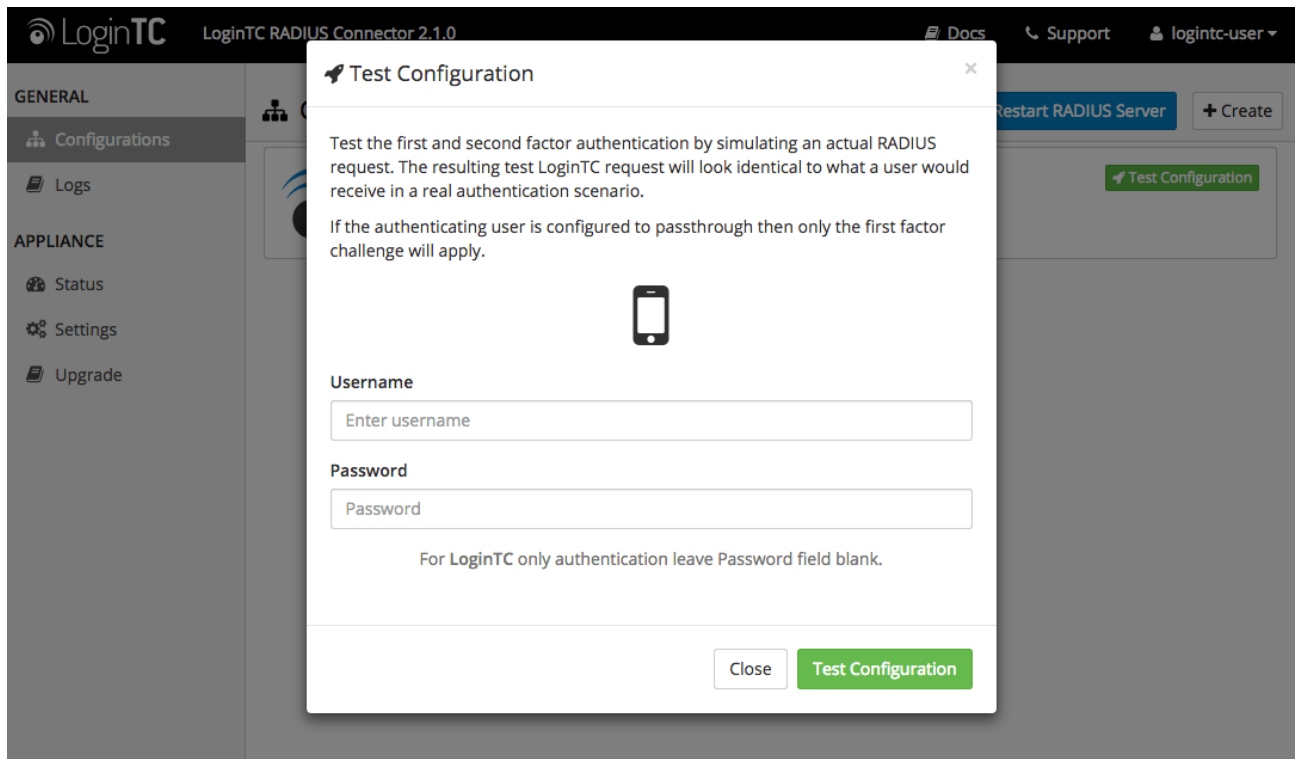 LoginTC
LoginTC RADIUS Connector 2.1.0
Docs
Support
logintc-user
GENERAL
Configurations
Logs
APPLIANCE
Status
Settings
Upgrade
Restart RADIUS Server
+ Create
Test Configuration
Test Configuration
×
Test the first and second factor authentication by simulating an actual RADIUS
request. The resulting test LoginTC request will look identical to what a user would
receive in a real authentication scenario.
If the authenticating user is configured to passthrough then only the first factor
challenge will apply.
Username
Enter username
Password
Password
For LoginTC only authentication leave Password field blank.
Close
Test Configuration